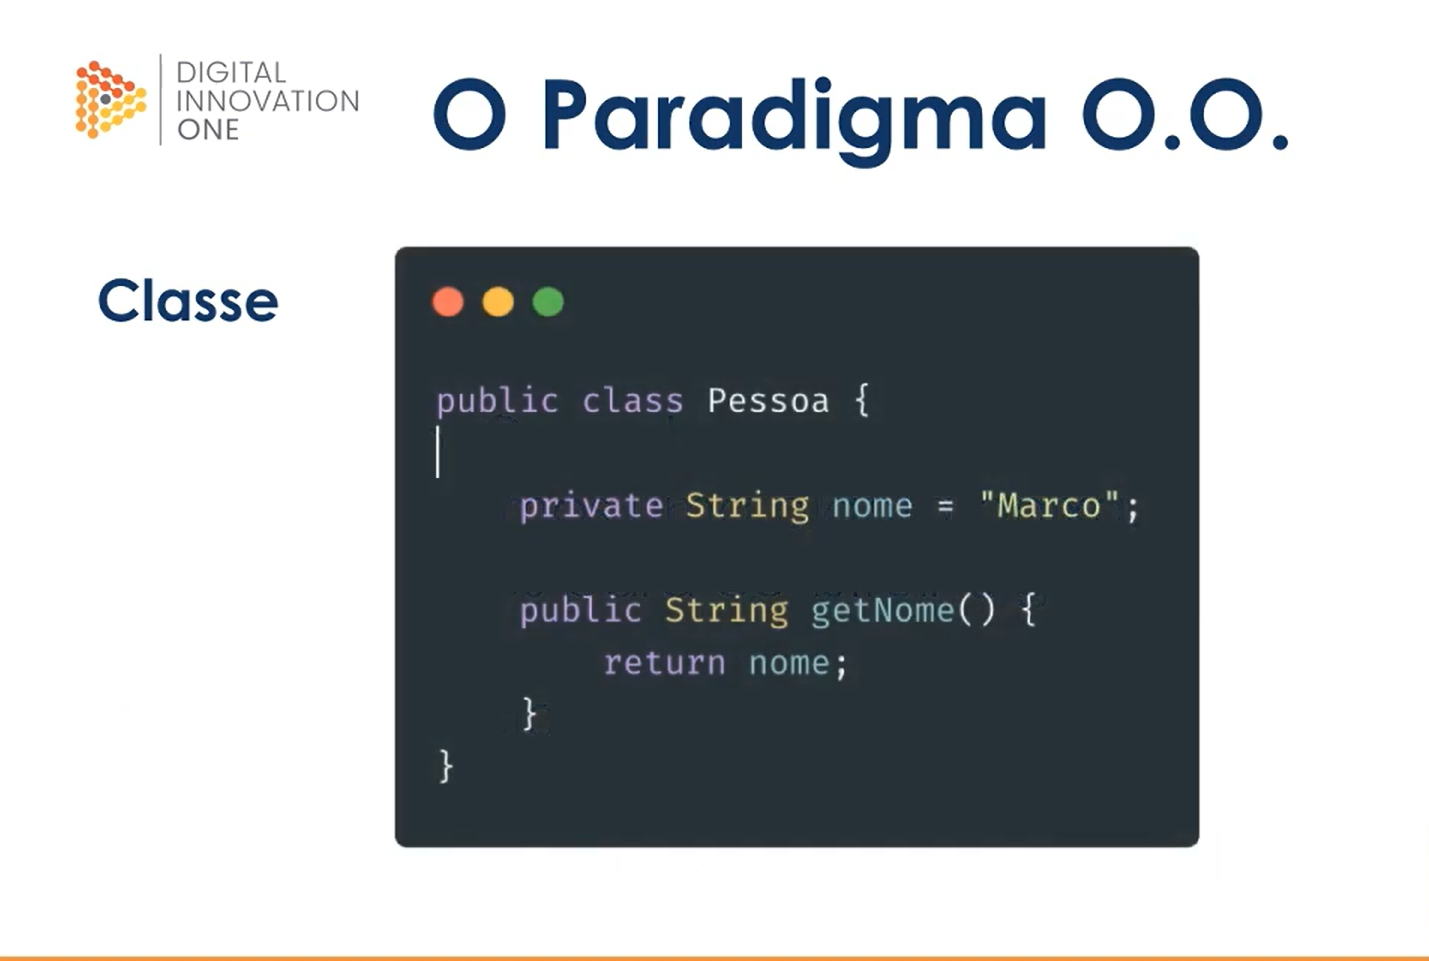 DIGITAL
INNOVATION
ONE
O Paradigma O.O.
Classe
public class Pessoa {
private String nome = "Marco";
public String getNome() {
return nome;
}
}